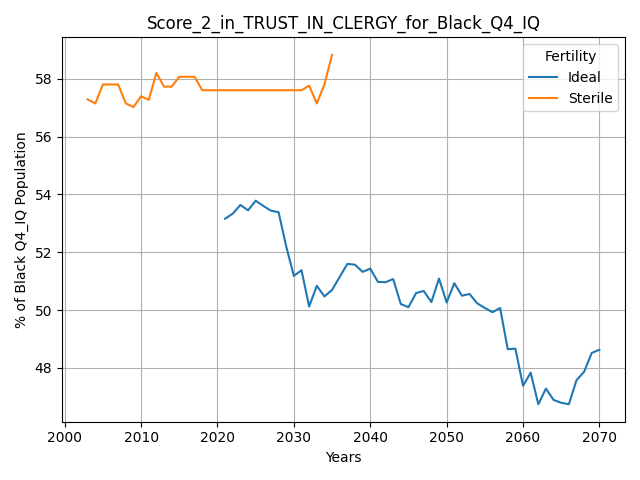 Score_2_in_TRUST_IN_CLERGY_for_Black_Q4_IQ
Fertility
Ideal
Sterile
% of Black Q4_IQ Population
58
56
54
52
50
48
2000 2010 2020 2030 2040 2050 2060 2070
Years